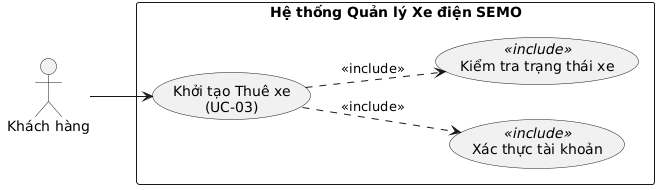 Hệ thống Quản lý Xe điện SEMO
«include»
Kiểm tra trạng thái xe
«include»
Khởi tạo Thuê xe
(UC-03)
«include»
Khách hàng
«include»
Xác thực tài khoản